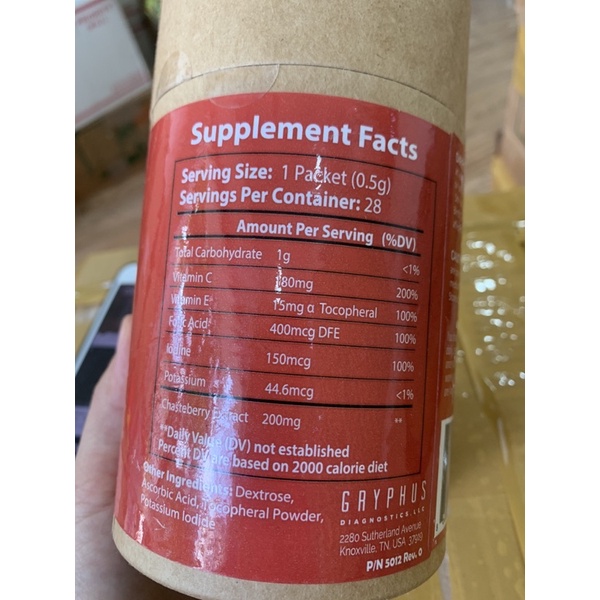 Supplement Facts
Serving Size: 1 Packet (0.5g)
Servings Per Container: 28
Amount Per Serving (%DV)
Total Carbohydrate 1g <1%
Vitamin C 180mg 200%
Vitamin E 15mg α Tocopheral 100%
Folic Acid 400mcg DFE 100%
Iodine 150mcg 100%
Potassium 44.6mcg <1%
Chasteberry Extract 200mg **
**Daily Value (DV) not established
Percent DV are based on 2000 calorie diet
Other Ingredients: Dextrose,
Ascorbic Acid, Tocopheral Powder,
Potassium Iodide
GRYPHUS
DIAGNOSTICS, LLC
2280 Sutherland Avenue
Knoxville, TN, USA 37919
P/N 5012 Rev. 0